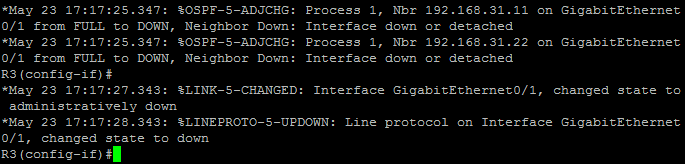 *May 23 17:17:25.347: %OSPF-5-ADJCHG: Process 1, Nbr 192.168.31.11 on GigabitEthernet
0/1 from FULL to DOWN, Neighbor Down: Interface down or detached
*May 23 17:17:25.347: %OSPF-5-ADJCHG: Process 1, Nbr 192.168.31.22 on GigabitEthernet
0/1 from FULL to DOWN, Neighbor Down: Interface down or detached
R3(config-if)#
*May 23 17:17:27.343: %LINK-5-CHANGED: Interface GigabitEthernet0/1, changed state to
administratively down
*May 23 17:17:28.343: %LINEPROTO-5-UPDOWN: Line protocol on Interface GigabitEthernet
0/1, changed state to down
R3(config-if)#